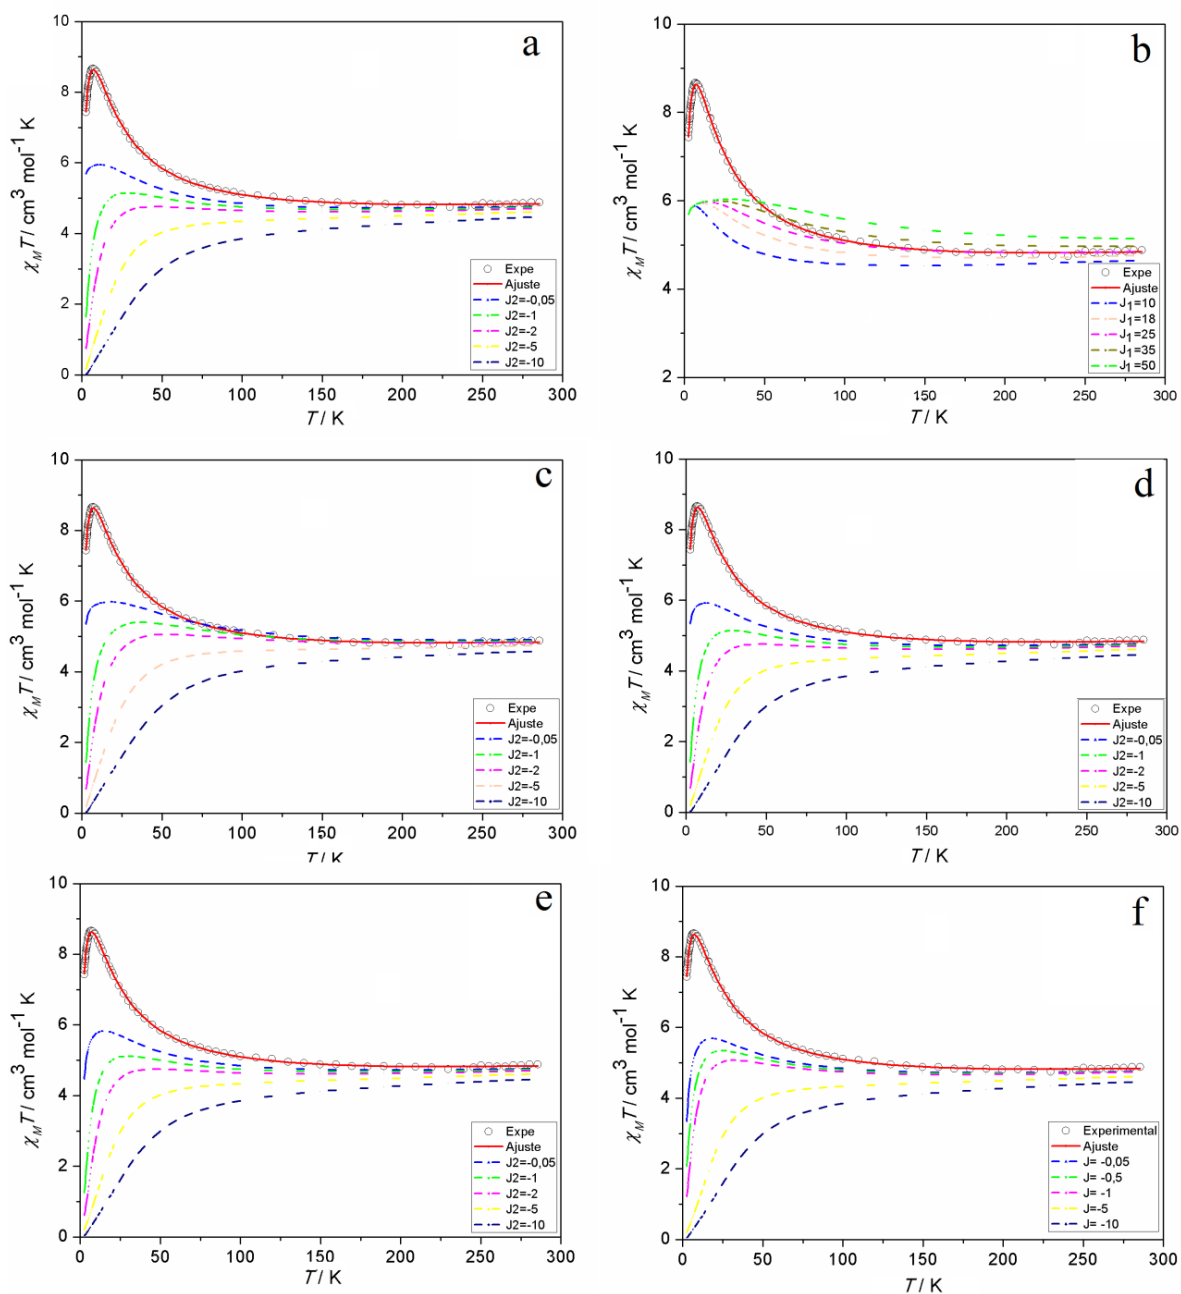 a
10
8
6
4
2
0
χMT / cm³ mol⁻¹ K
Expe
Ajuste
J2=-0,05
J2=-1
J2=-2
J2=-5
J2=-10
0 50 100 150 200 250 300
T / K
b
10
8
6
4
2
χMT / cm³ mol⁻¹ K
Expe
Ajuste
J1=10
J1=18
J1=25
J1=35
J1=50
0 50 100 150 200 250 300
T / K
c
10
8
6
4
2
0
χMT / cm³ mol⁻¹ K
Expe
Ajuste
J2=-0,05
J2=-1
J2=-2
J2=-5
J2=-10
0 50 100 150 200 250 300
T / K
d
10
8
6
4
2
0
χMT / cm³ mol⁻¹ K
Expe
Ajuste
J2=-0,05
J2=-1
J2=-2
J2=-5
J2=-10
0 50 100 150 200 250 300
T / K
e
10
8
6
4
2
0
χMT / cm³ mol⁻¹ K
Expe
Ajuste
J2=-0,05
J2=-1
J2=-2
J2=-5
J2=-10
0 50 100 150 200 250 300
T / K
f
10
8
6
4
2
0
χMT / cm³ mol⁻¹ K
Experimental
Ajuste
J= -0,05
J= -0,5
J= -1
J= -5
J= -10
0 50 100 150 200 250 300
T / K